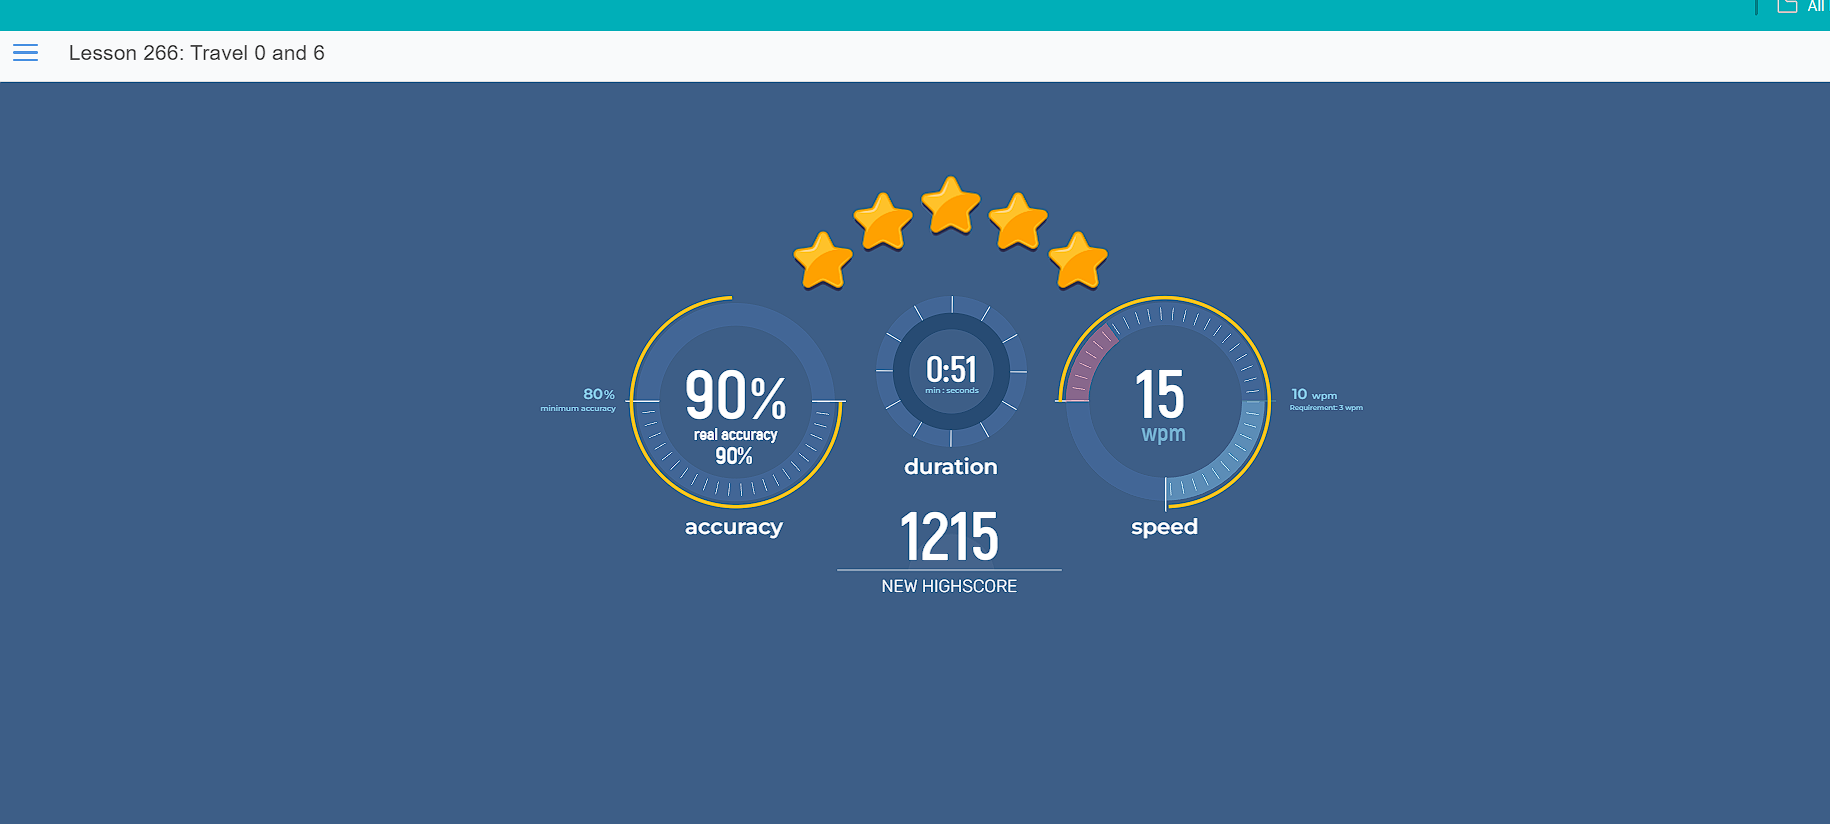 All
Lesson 266: Travel 0 and 6
80%
minimum accuracy
90%
real accuracy
90%
accuracy
0:51
min : seconds
duration
15
wpm
speed
10 wpm
Requirement: 3 wpm
1215
NEW HIGHSCORE